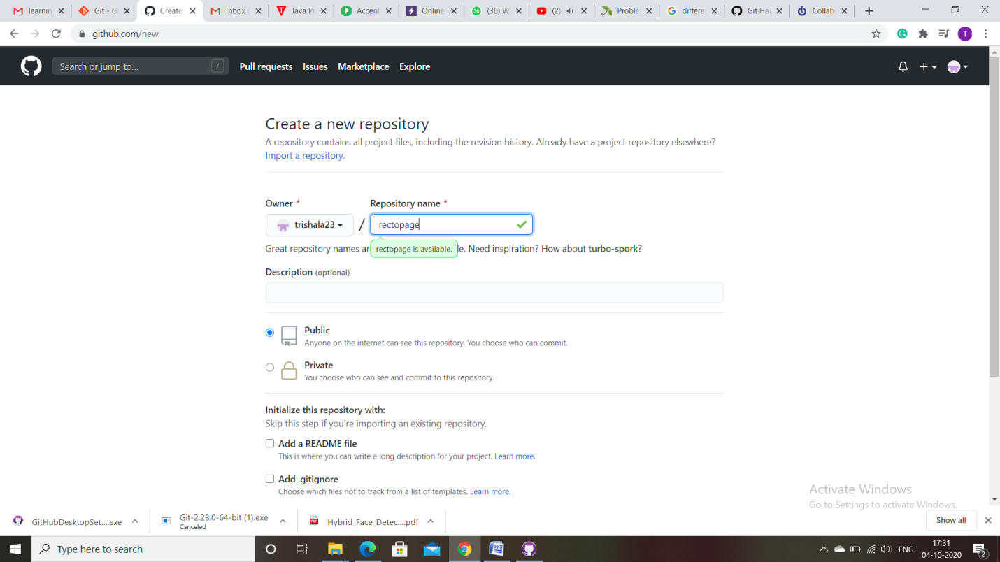 learnin
Git - G
Create
Inbox (
Java Pr
Accent
Online
(36) W
(2)
Proble
differe
Git Ha
Collab
github.com/new
T
Search or jump to... /
Pull requests Issues Marketplace Explore
Create a new repository
A repository contains all project files, including the revision history. Already have a project repository elsewhere?
Import a repository.
Owner * Repository name *
trishala23 / rectopage
Great repository names ar
rectopage is available.
e. Need inspiration? How about turbo-spork?
Description (optional)
Public
Anyone on the internet can see this repository. You choose who can commit.
Private
You choose who can see and commit to this repository.
Initialize this repository with:
Skip this step if you're importing an existing repository.
Add a README file
This is where you can write a long description for your project. Learn more.
Add .gitignore
Choose which files not to track from a list of templates. Learn more.
Activate Windows
Go to Settings to activate Windows.
GitHubDesktopSet....exe
Git-2.28.0-64-bit (1).exe
Canceled
Hybrid_Face_Detec....pdf
Show all
Type here to search
ENG
17:31
04-10-2020
2